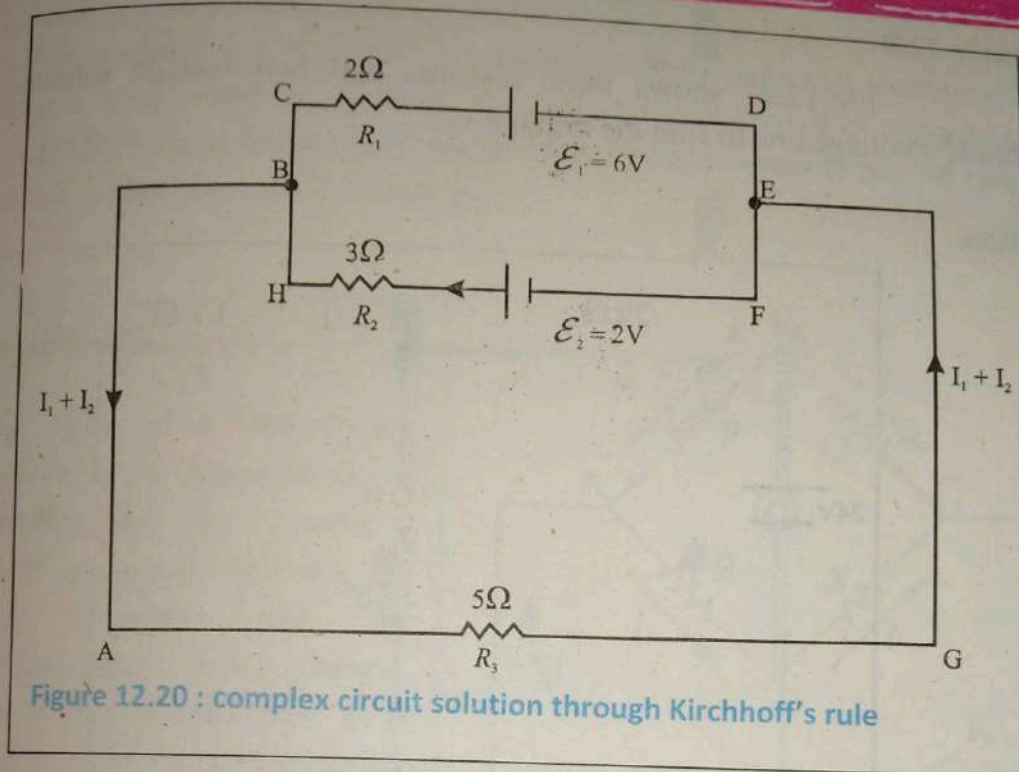 2Ω
C
D
R₁
ℰ₁ = 6V
B
E
3Ω
H
R₂
F
ℰ₂ = 2V
I₁ + I₂
I₁ + I₂
5Ω
A
R₃
G
Figure 12.20 : complex circuit solution through Kirchhoff's rule